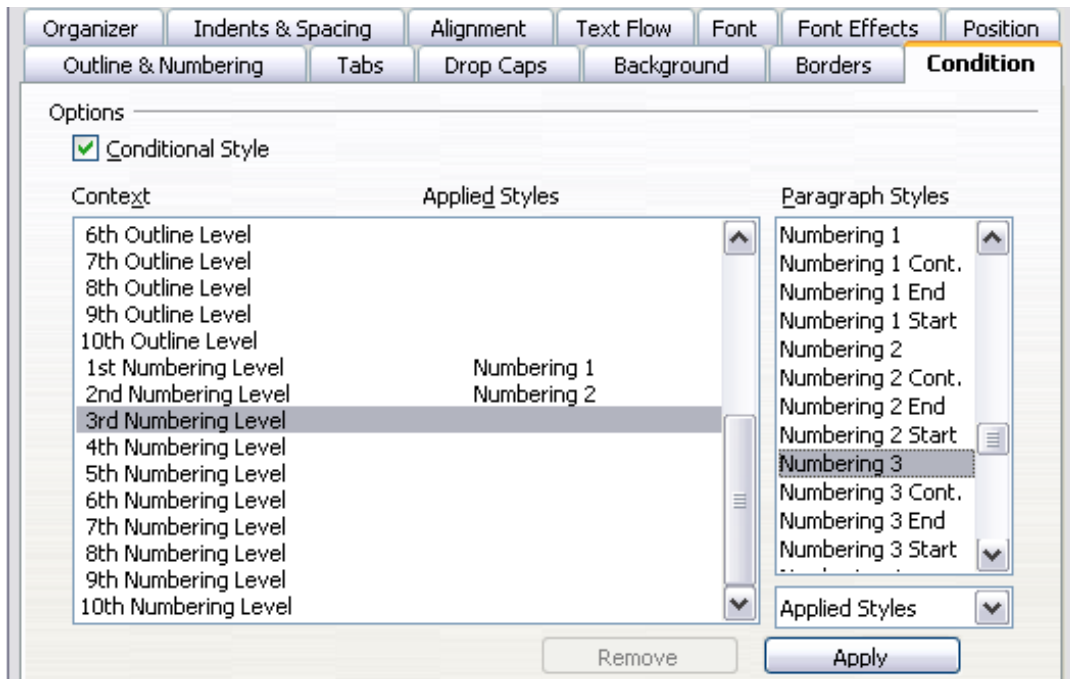 Organizer Indents & Spacing Alignment Text Flow Font Font Effects Position
Outline & Numbering Tabs Drop Caps Background Borders Condition
Options
Conditional Style
Context Applied Styles Paragraph Styles
6th Outline Level
7th Outline Level
8th Outline Level
9th Outline Level
10th Outline Level
1st Numbering Level Numbering 1
2nd Numbering Level Numbering 2
3rd Numbering Level
4th Numbering Level
5th Numbering Level
6th Numbering Level
7th Numbering Level
8th Numbering Level
9th Numbering Level
10th Numbering Level
Numbering 1
Numbering 1 Cont.
Numbering 1 End
Numbering 1 Start
Numbering 2
Numbering 2 Cont.
Numbering 2 End
Numbering 2 Start
Numbering 3
Numbering 3 Cont.
Numbering 3 End
Numbering 3 Start
Applied Styles
Remove Apply